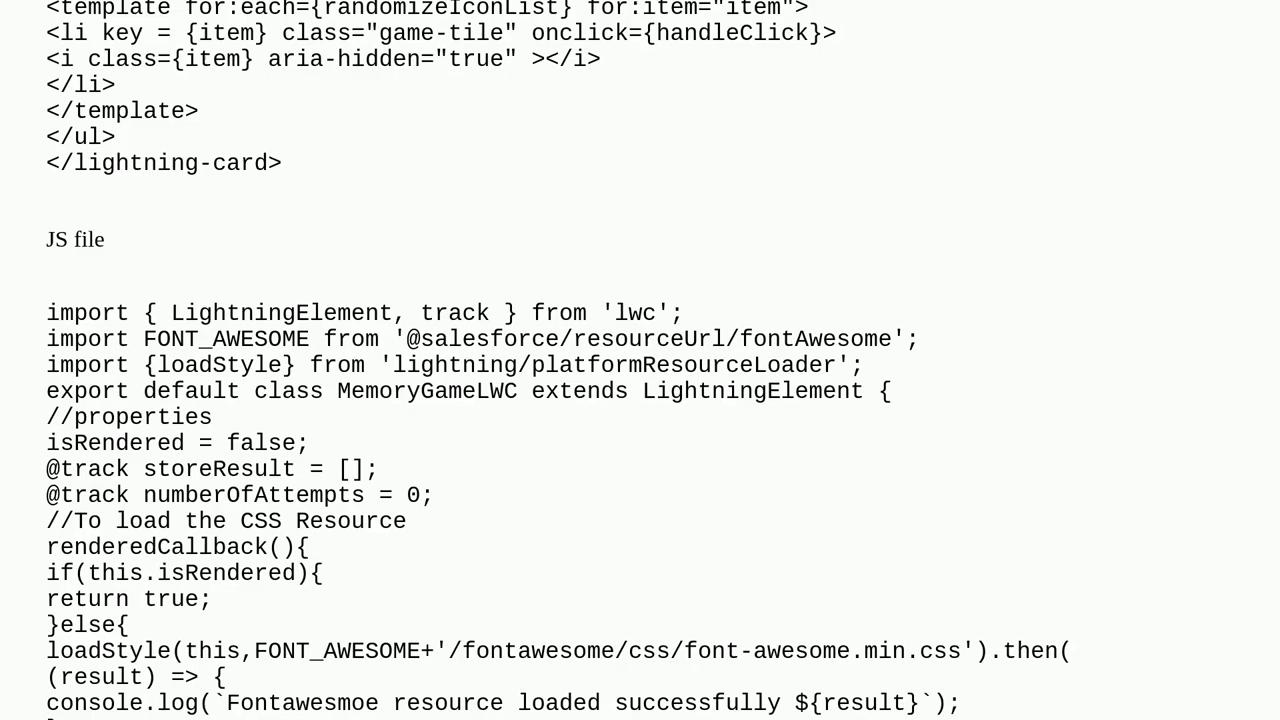 <template for:each={randomizeIconList} for:item="item">
<li key = {item} class="game-tile" onclick={handleClick}>
<i class={item} aria-hidden="true" ></i>
</li>
</template>
</ul>
</lightning-card>
JS file
import { LightningElement, track } from 'lwc';
import FONT_AWESOME from '@salesforce/resourceUrl/fontAwesome';
import {loadStyle} from 'lightning/platformResourceLoader';
export default class MemoryGameLWC extends LightningElement {
//properties
isRendered = false;
@track storeResult = [];
@track numberOfAttempts = 0;
//To load the CSS Resource
renderedCallback(){
if(this.isRendered){
return true;
}else{
loadStyle(this,FONT_AWESOME+'/fontawesome/css/font-awesome.min.css').then(
(result) => {
console.log(`Fontawesmoe resource loaded successfully ${result}`);